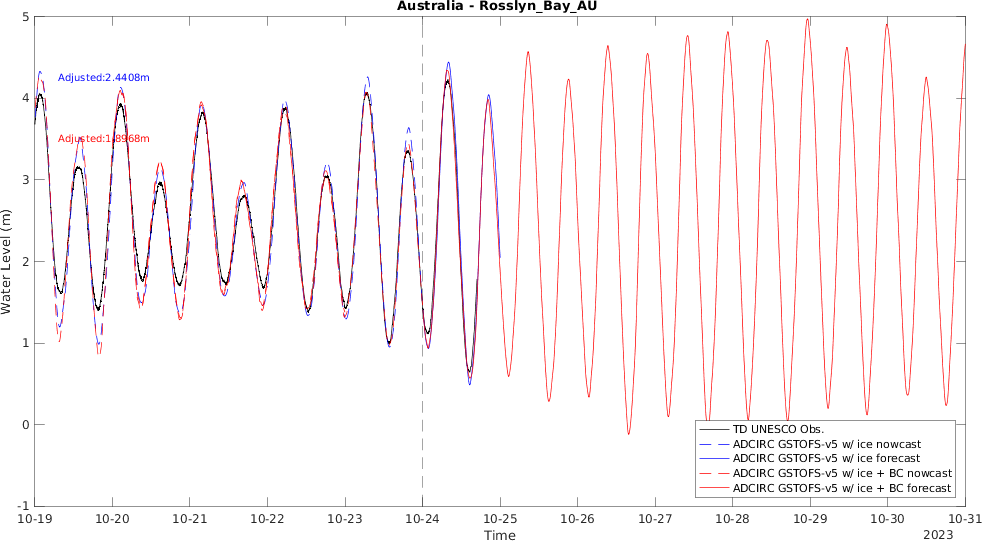 Australia - Rosslyn_Bay_AU
5
4
3
2
1
0
-1
Water Level (m)
Adjusted:2.4408m
Adjusted:1.8968m
TD UNESCO Obs.
ADCIRC GSTOFS-v5 w/ ice nowcast
ADCIRC GSTOFS-v5 w/ ice forecast
ADCIRC GSTOFS-v5 w/ ice + BC nowcast
ADCIRC GSTOFS-v5 w/ ice + BC forecast
10-19 10-20 10-21 10-22 10-23 10-24 10-25 10-26 10-27 10-28 10-29 10-30 10-31
Time
2023